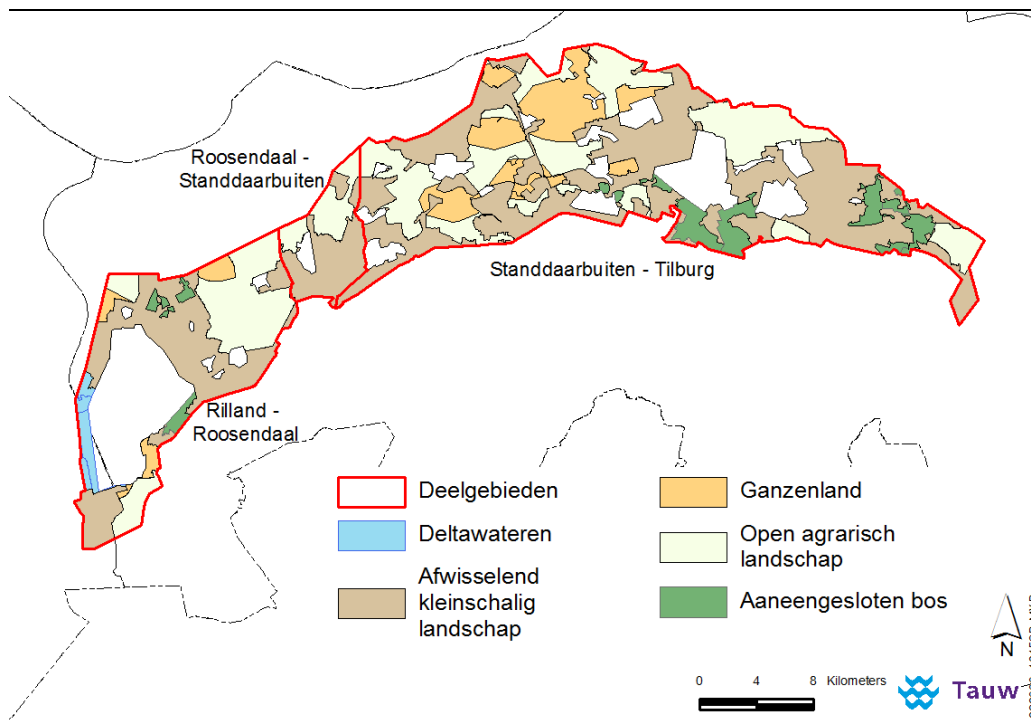 Roosendaal -
Standdaarbuiten
Standdaarbuiten - Tilburg
Rilland -
Roosendaal
Deelgebieden
Deltawateren
Afwisselend
kleinschalig
landschap
Ganzenland
Open agrarisch
landschap
Aaneengesloten bos
N
0 4 8 Kilometers
Tauw